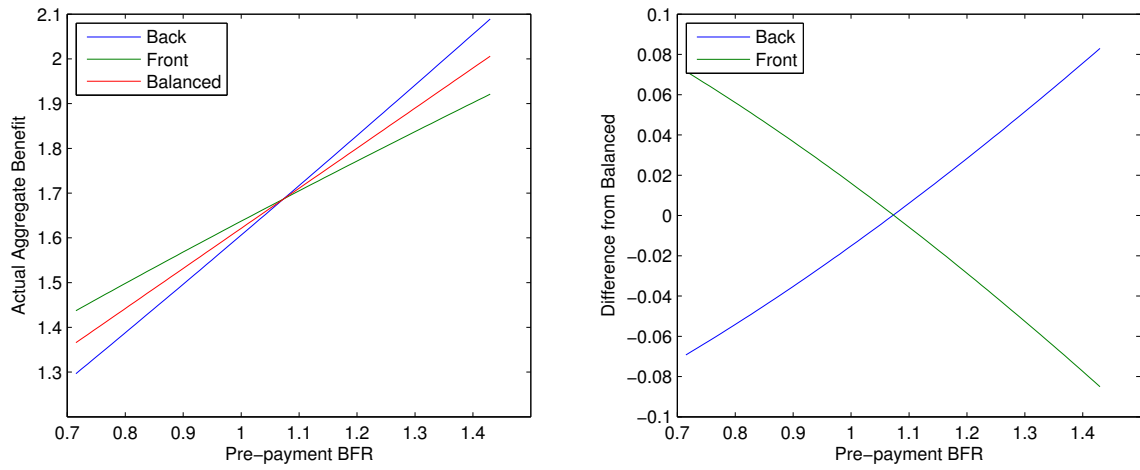 2.1
2
1.9
1.8
1.7
1.6
1.5
1.4
1.3
Actual Aggregate Benefit
Back
Front
Balanced
0.7 0.8 0.9 1 1.1 1.2 1.3 1.4
Pre−payment BFR
0.1
0.08
0.06
0.04
0.02
0
−0.02
−0.04
−0.06
−0.08
−0.1
Difference from Balanced
Back
Front
0.7 0.8 0.9 1 1.1 1.2 1.3 1.4
Pre−payment BFR